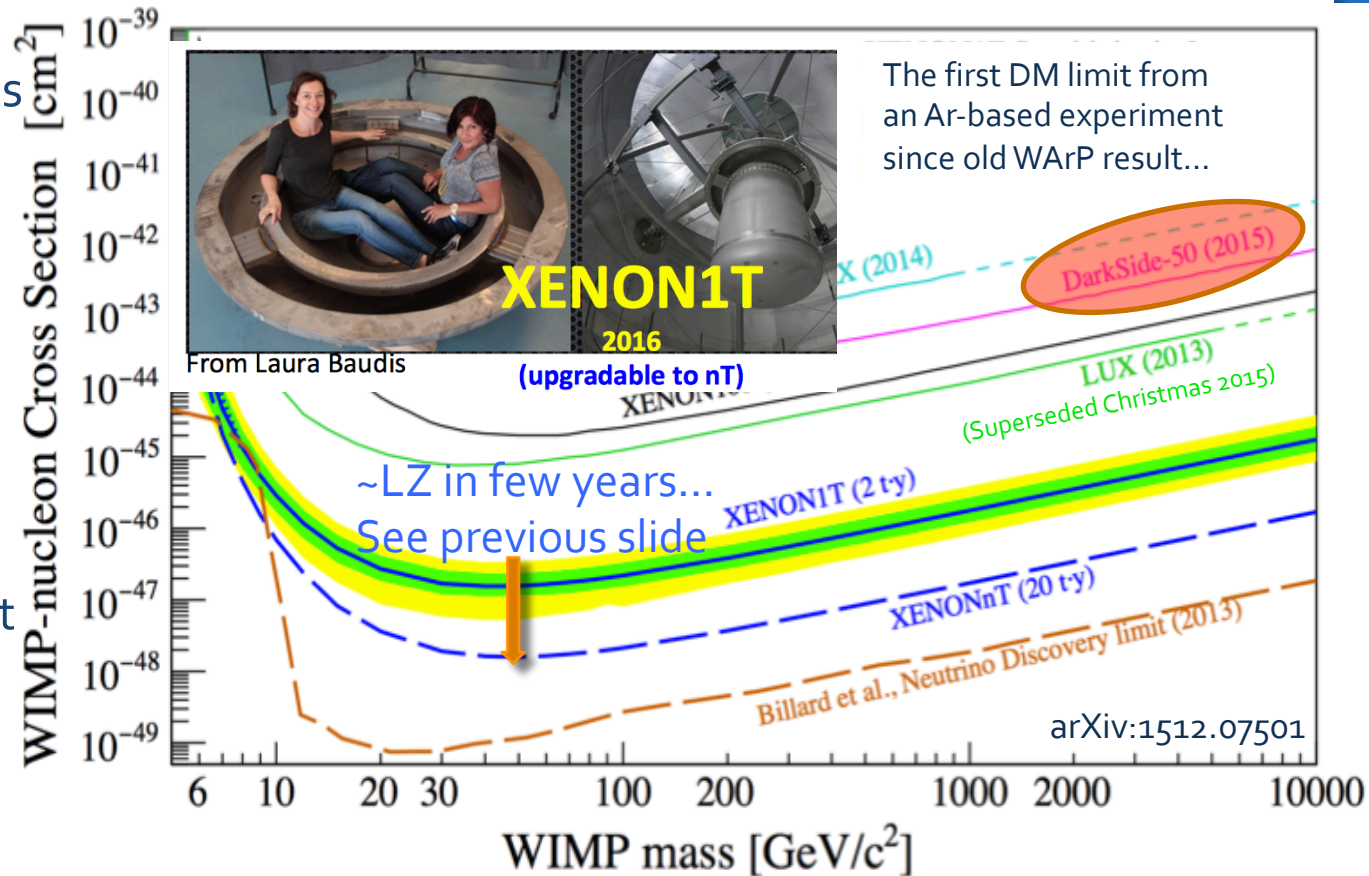 WIMP-nucleon Cross Section [cm²]
s
t
10⁻³⁹
10⁻⁴⁰
10⁻⁴¹
10⁻⁴²
10⁻⁴³
10⁻⁴⁴
10⁻⁴⁵
10⁻⁴⁶
10⁻⁴⁷
10⁻⁴⁸
10⁻⁴⁹
The first DM limit from
an Ar-based experiment
since old WArP result...
XENON1T
2016
(upgradable to nT)
From Laura Baudis
X (2014)
DarkSide-50 (2015)
LUX (2013)
(Superseded Christmas 2015)
~LZ in few years...
See previous slide
XENON1T (2 t·y)
XENONnT (20 t·y)
Billard et al., Neutrino Discovery limit (2013)
arXiv:1512.07501
6 10 20 30 100 200 1000 2000 10000
WIMP mass [GeV/c²]